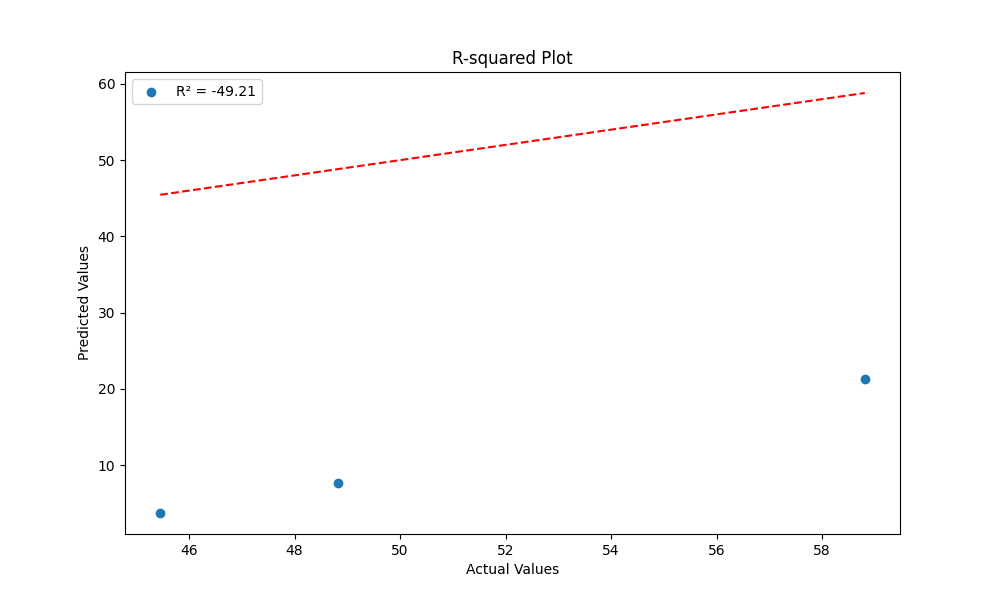 R-squared Plot
R² = -49.21
60
50
40
30
20
10
Predicted Values
46 48 50 52 54 56 58
Actual Values